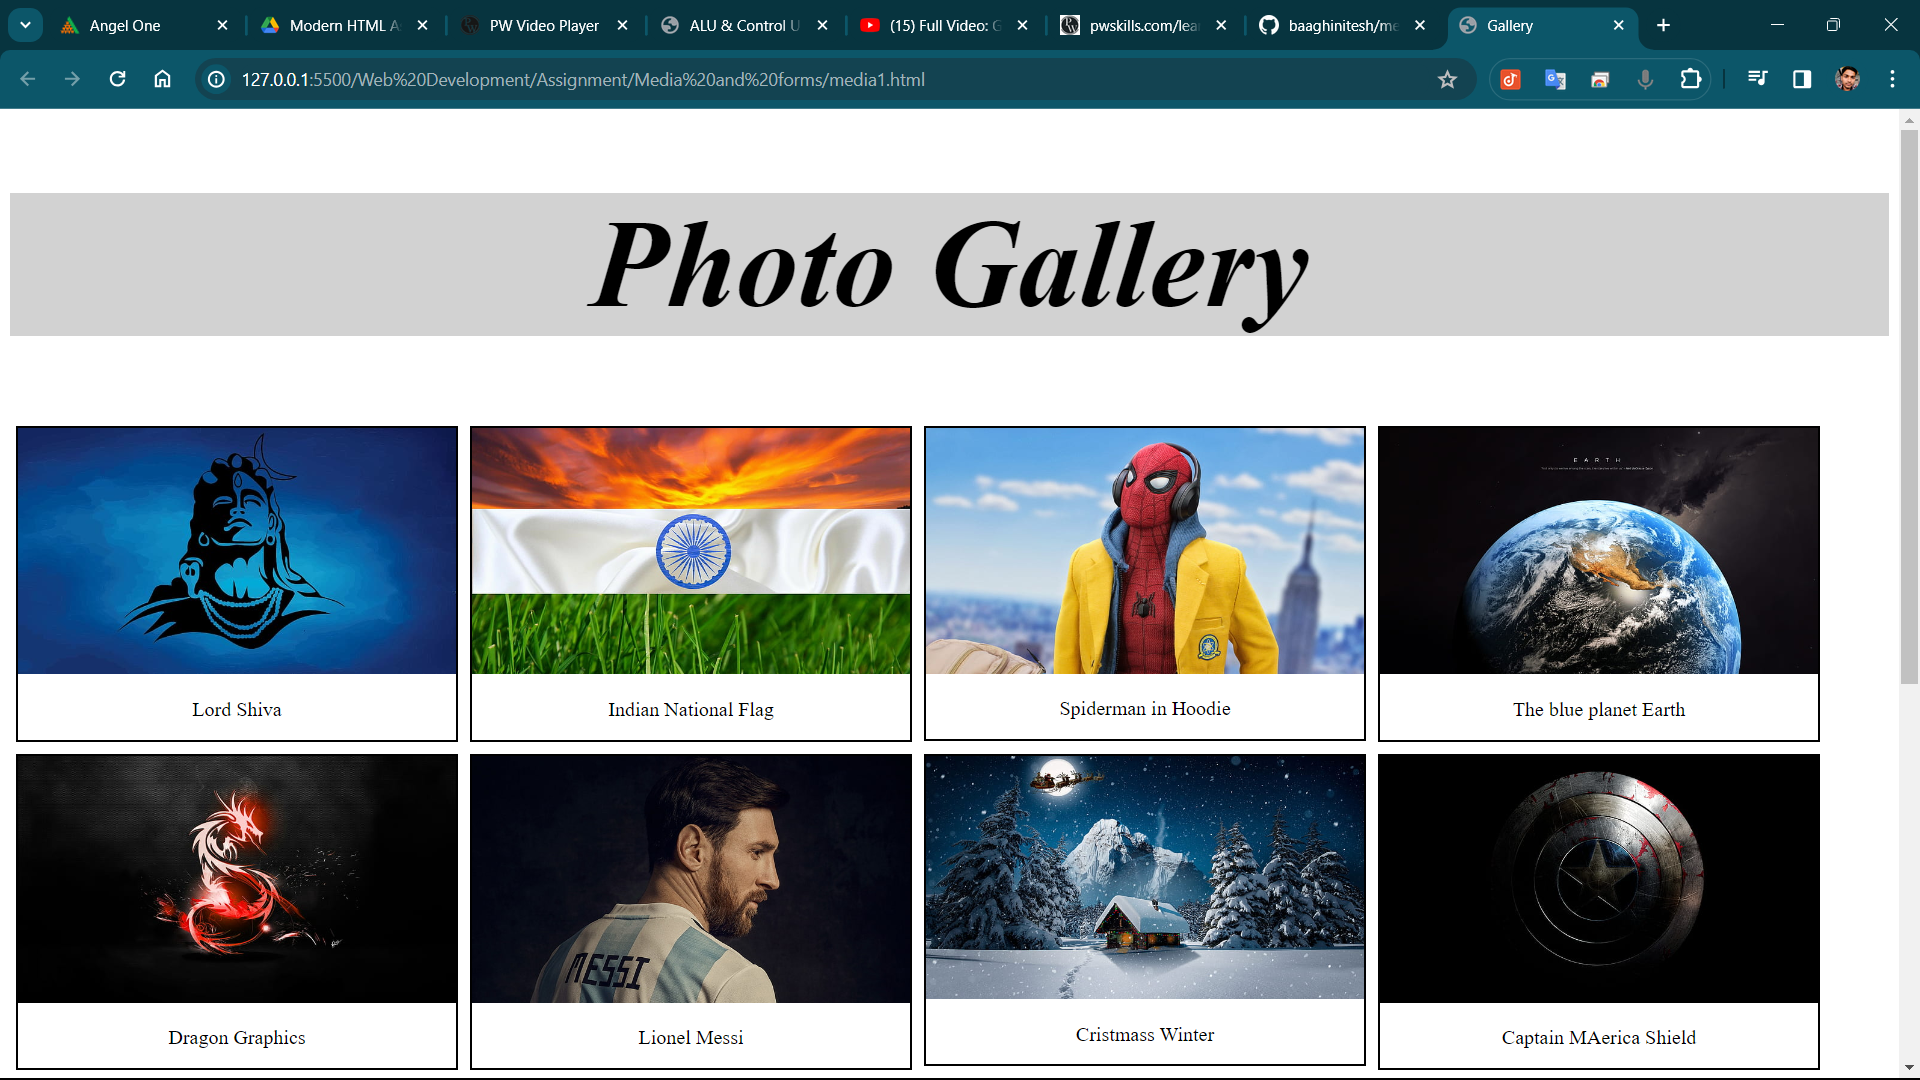 Angel One
Modern HTML A
PW Video Player
ALU & Control U
(15) Full Video: G
pwskills.com/lea
baaghinitesh/me
Gallery
127.0.0.1:5500/Web%20Development/Assignment/Media%20and%20forms/media1.html
Photo Gallery
EARTH
Lord Shiva
Indian National Flag
Spiderman in Hoodie
The blue planet Earth
MESSI
Dragon Graphics
Lionel Messi
Cristmass Winter
Captain MAerica Shield